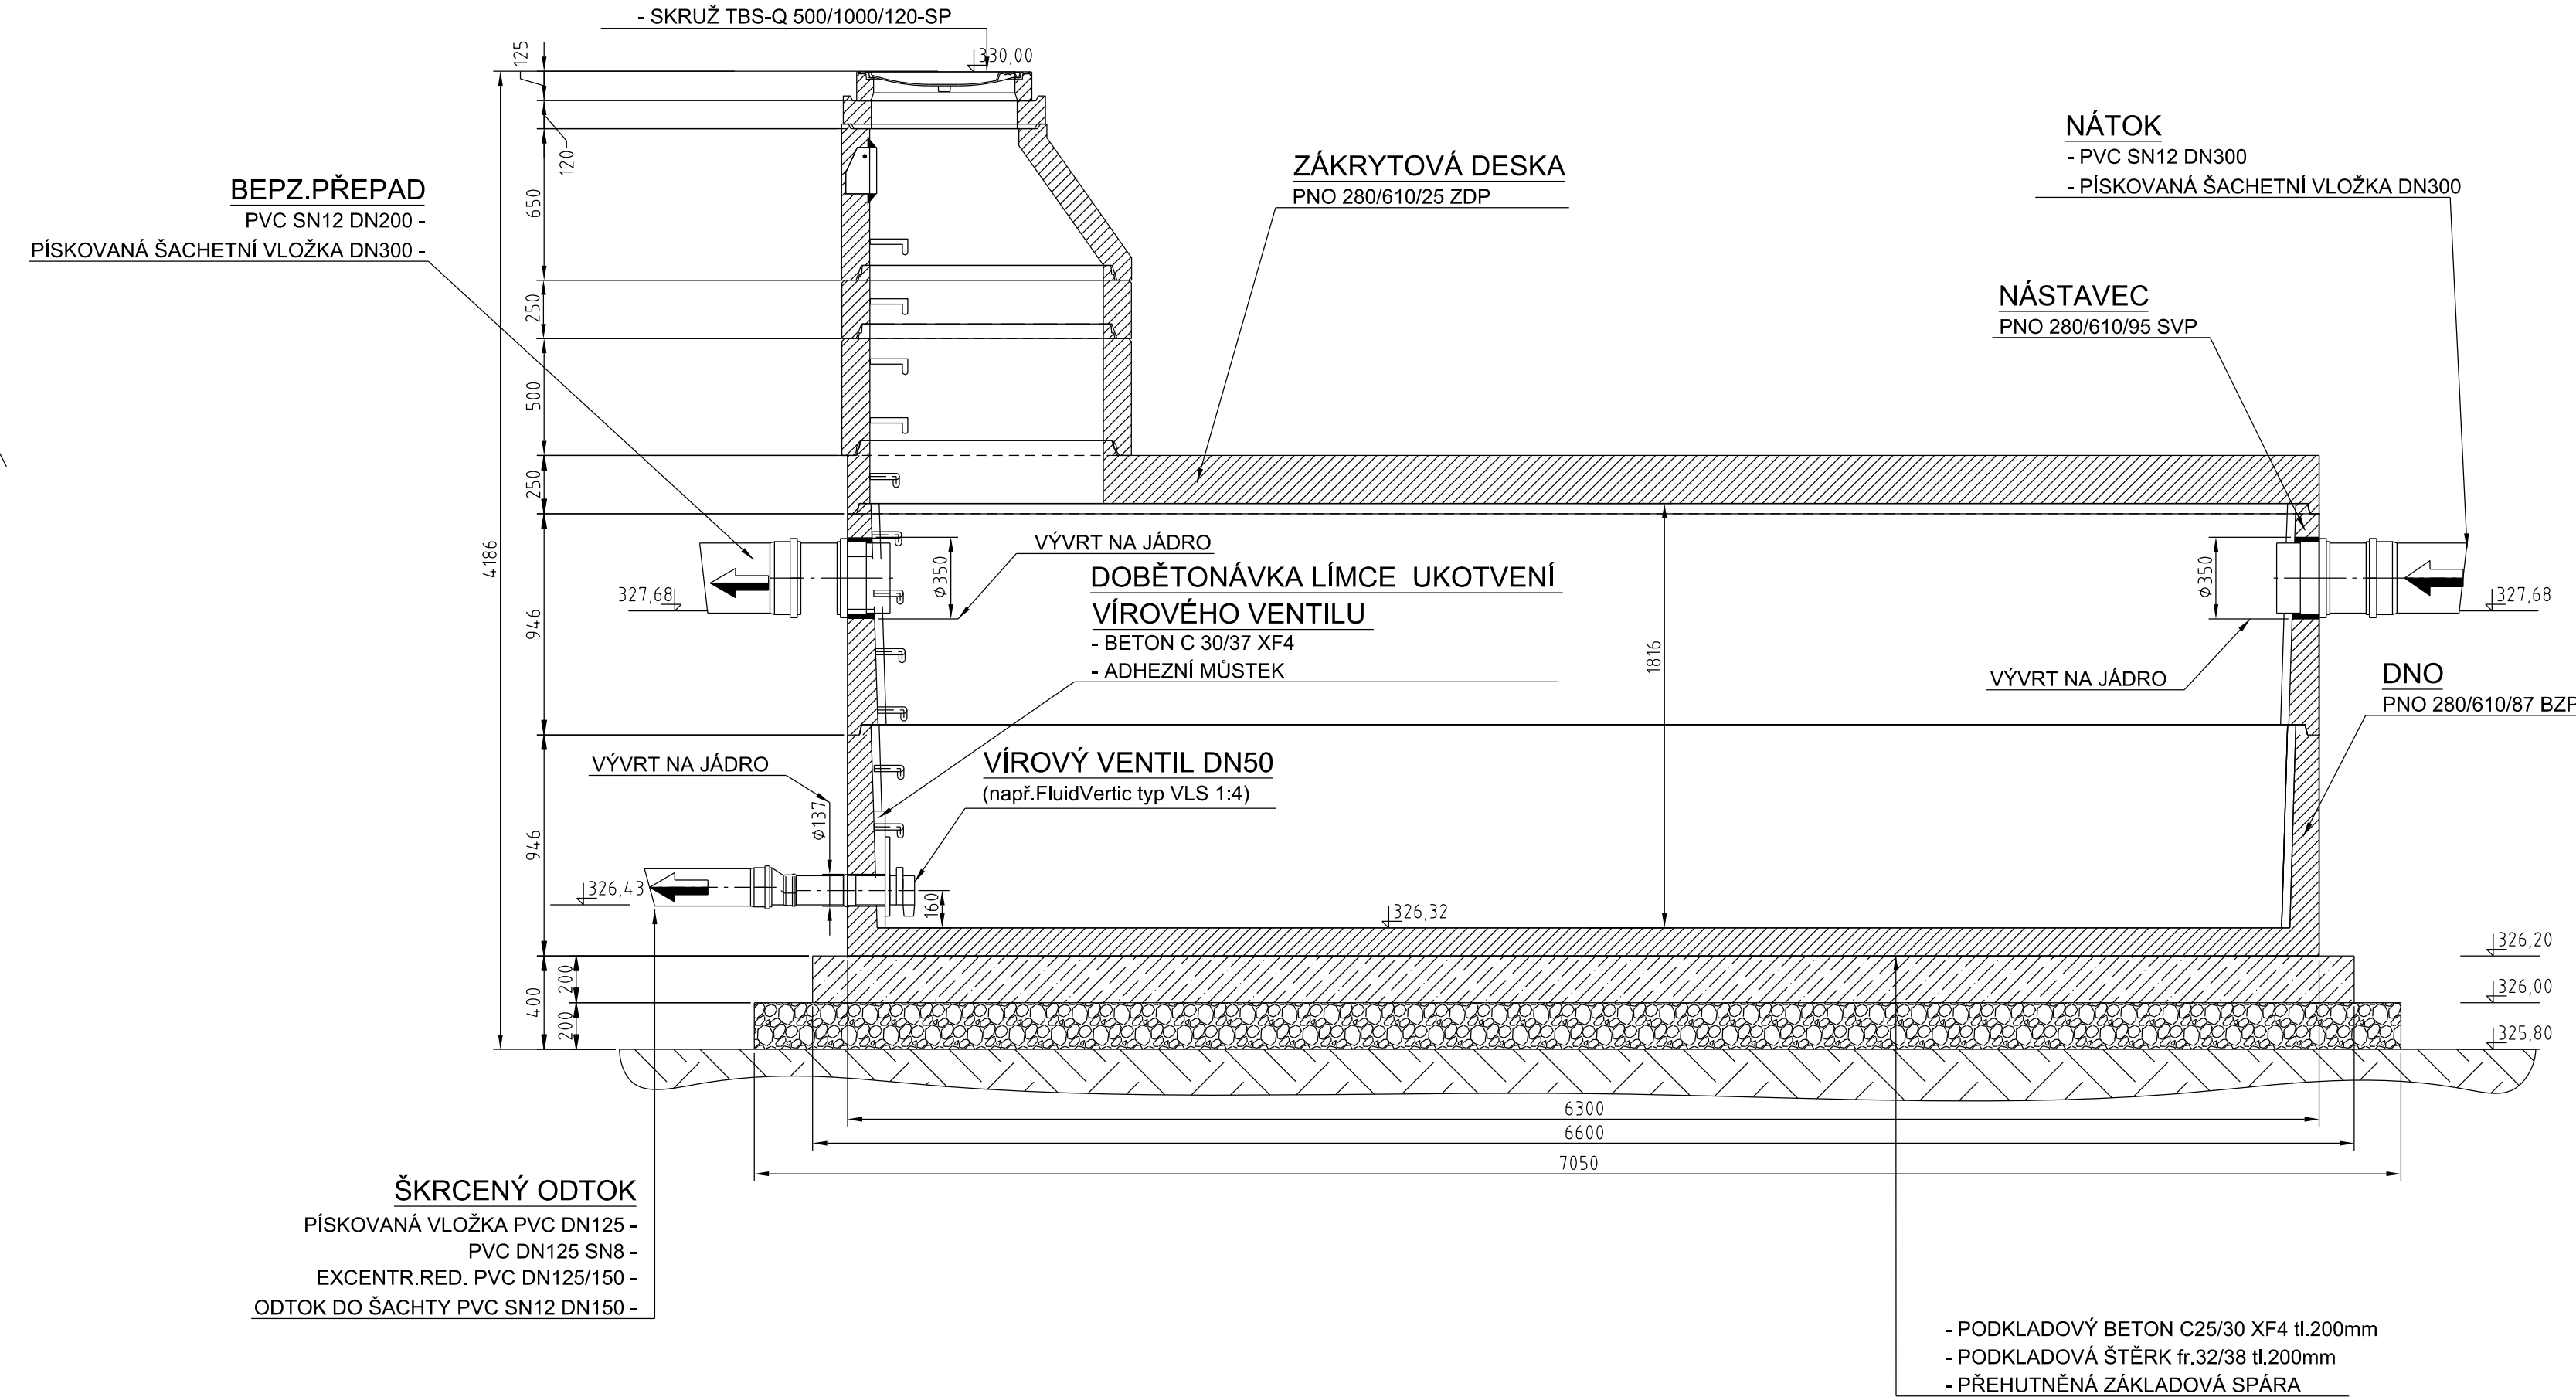 - SKRUŽ TBS-Q 500/1000/120-SP
330,00
125
120
650
250
500
250
946
946
4186
400
200
200
BEPZ.PŘEPAD
PVC SN12 DN200 -
PÍSKOVANÁ ŠACHETNÍ VLOŽKA DN300 -
ZÁKRYTOVÁ DESKA
PNO 280/610/25 ZDP
NÁTOK
- PVC SN12 DN300
- PÍSKOVANÁ ŠACHETNÍ VLOŽKA DN300
NÁSTAVEC
PNO 280/610/95 SVP
VÝVRT NA JÁDRO
ϕ350
327,68
DOBĚTONÁVKA LÍMCE UKOTVENÍ
VÍROVÉHO VENTILU
- BETON C 30/37 XF4
- ADHEZNÍ MŮSTEK
1816
ϕ350
327,68
VÝVRT NA JÁDRO
DNO
PNO 280/610/87 BZP
VÝVRT NA JÁDRO
ϕ137
VÍROVÝ VENTIL DN50
(např.FluidVertic typ VLS 1:4)
326,43
160
326,32
326,20
326,00
325,80
6300
6600
7050
ŠKRCENÝ ODTOK
PÍSKOVANÁ VLOŽKA PVC DN125 -
PVC DN125 SN8 -
EXCENTR.RED. PVC DN125/150 -
ODTOK DO ŠACHTY PVC SN12 DN150 -
- PODKLADOVÝ BETON C25/30 XF4 tl.200mm
- PODKLADOVÁ ŠTĚRK fr.32/38 tl.200mm
- PŘEHUTNĚNÁ ZÁKLADOVÁ SPÁRA